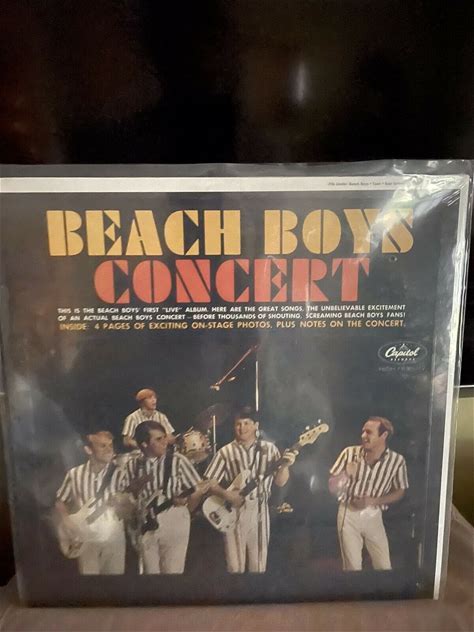 BEACH BOYS
CONCERT
THIS IS THE BEACH BOYS' FIRST "LIVE" ALBUM. HERE ARE THE GREAT SONGS, THE UNBELIEVABLE EXCITEMENT
OF AN ACTUAL BEACH BOYS CONCERT – BEFORE THOUSANDS OF SHOUTING, SCREAMING BEACH BOYS FANS!
INSIDE: 4 PAGES OF EXCITING ON-STAGE PHOTOS, PLUS NOTES ON THE CONCERT.
Capitol
RECORDS